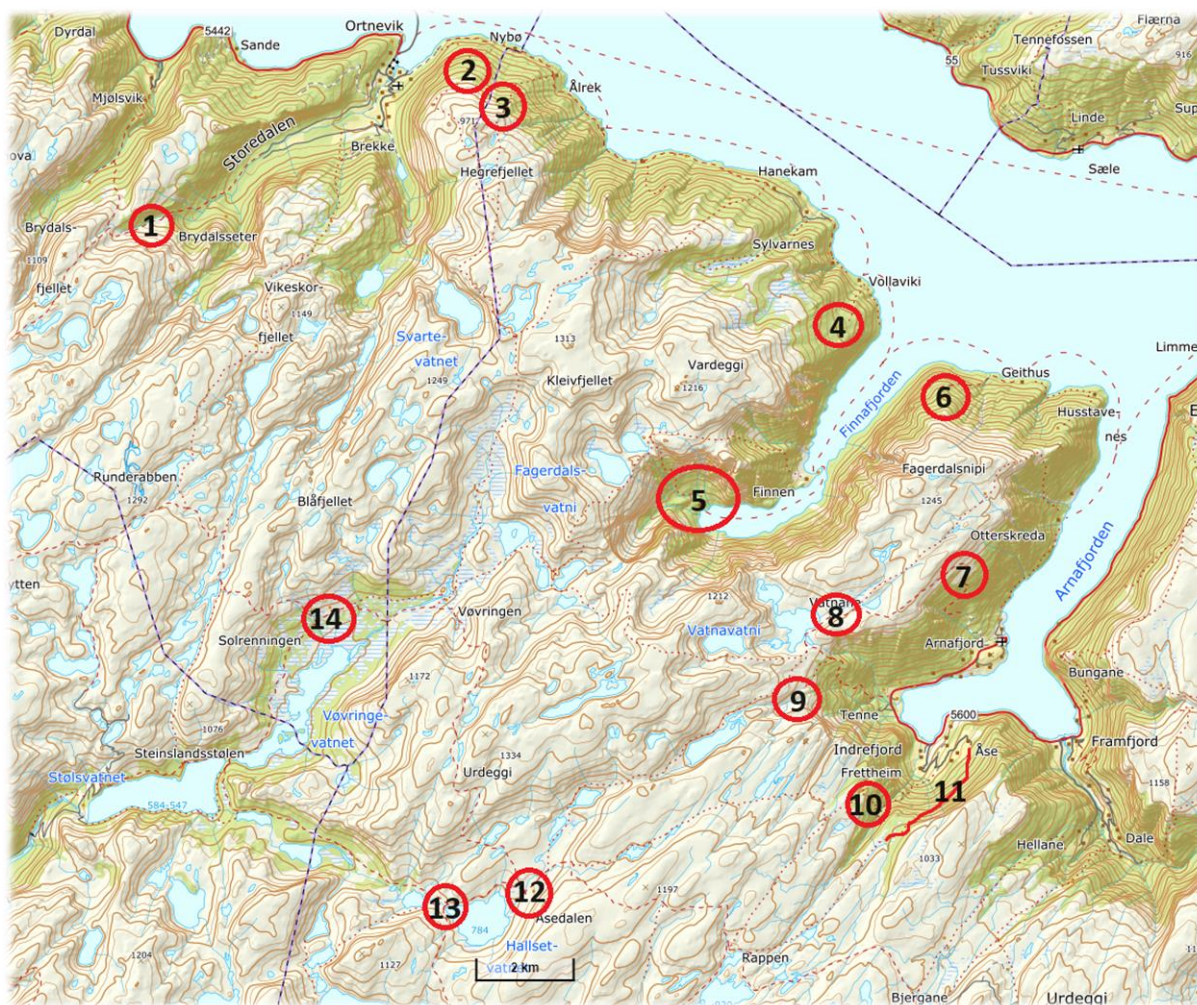 Dyrdal
5442
Sande
Ortnevik
Nybø
Flærna
Tennefossen
916
55
Tussviki
Mjølsvik
2
Ålrek
3
971
Linde
Storedalen
Brekke
Hegrefjellet
Hanekam
Sæle
1
Brydals-
Brydalsseter
Sylvarnes
1109
fjellet
Vikeskor-
1149
fjellet
Vollaviki
Svarte-
vatnet
1313
4
1249
Kleivfjellet
Vardeggi
1216
Geithus
6
Finnafjorden
Husstave-
nes
Runderabben
1292
Fagerdals-
vatni
Fagerdalsnipi
Blåfjellet
5
Finnen
1245
Otterskreda
Arnafjorden
7
1212
Vatnane
8
14
Vøvringen
Vatnavatni
Solrenningen
Arnafjord
1172
Bungane
9
Tenne
5600
1076
Vøvringe-
vatnet
Steinslandsstølen
1334
Indrefjord
Åse
Framfjord
Stølsvatnet
Urdeggi
Frettheim
584-547
10
11
1158
Dale
Hellane
1033
12
1197
13
Åsedalen
784
Hallset-
vatnet
1204
1127
2 km
Rappen
Bjergane
Urdeggi